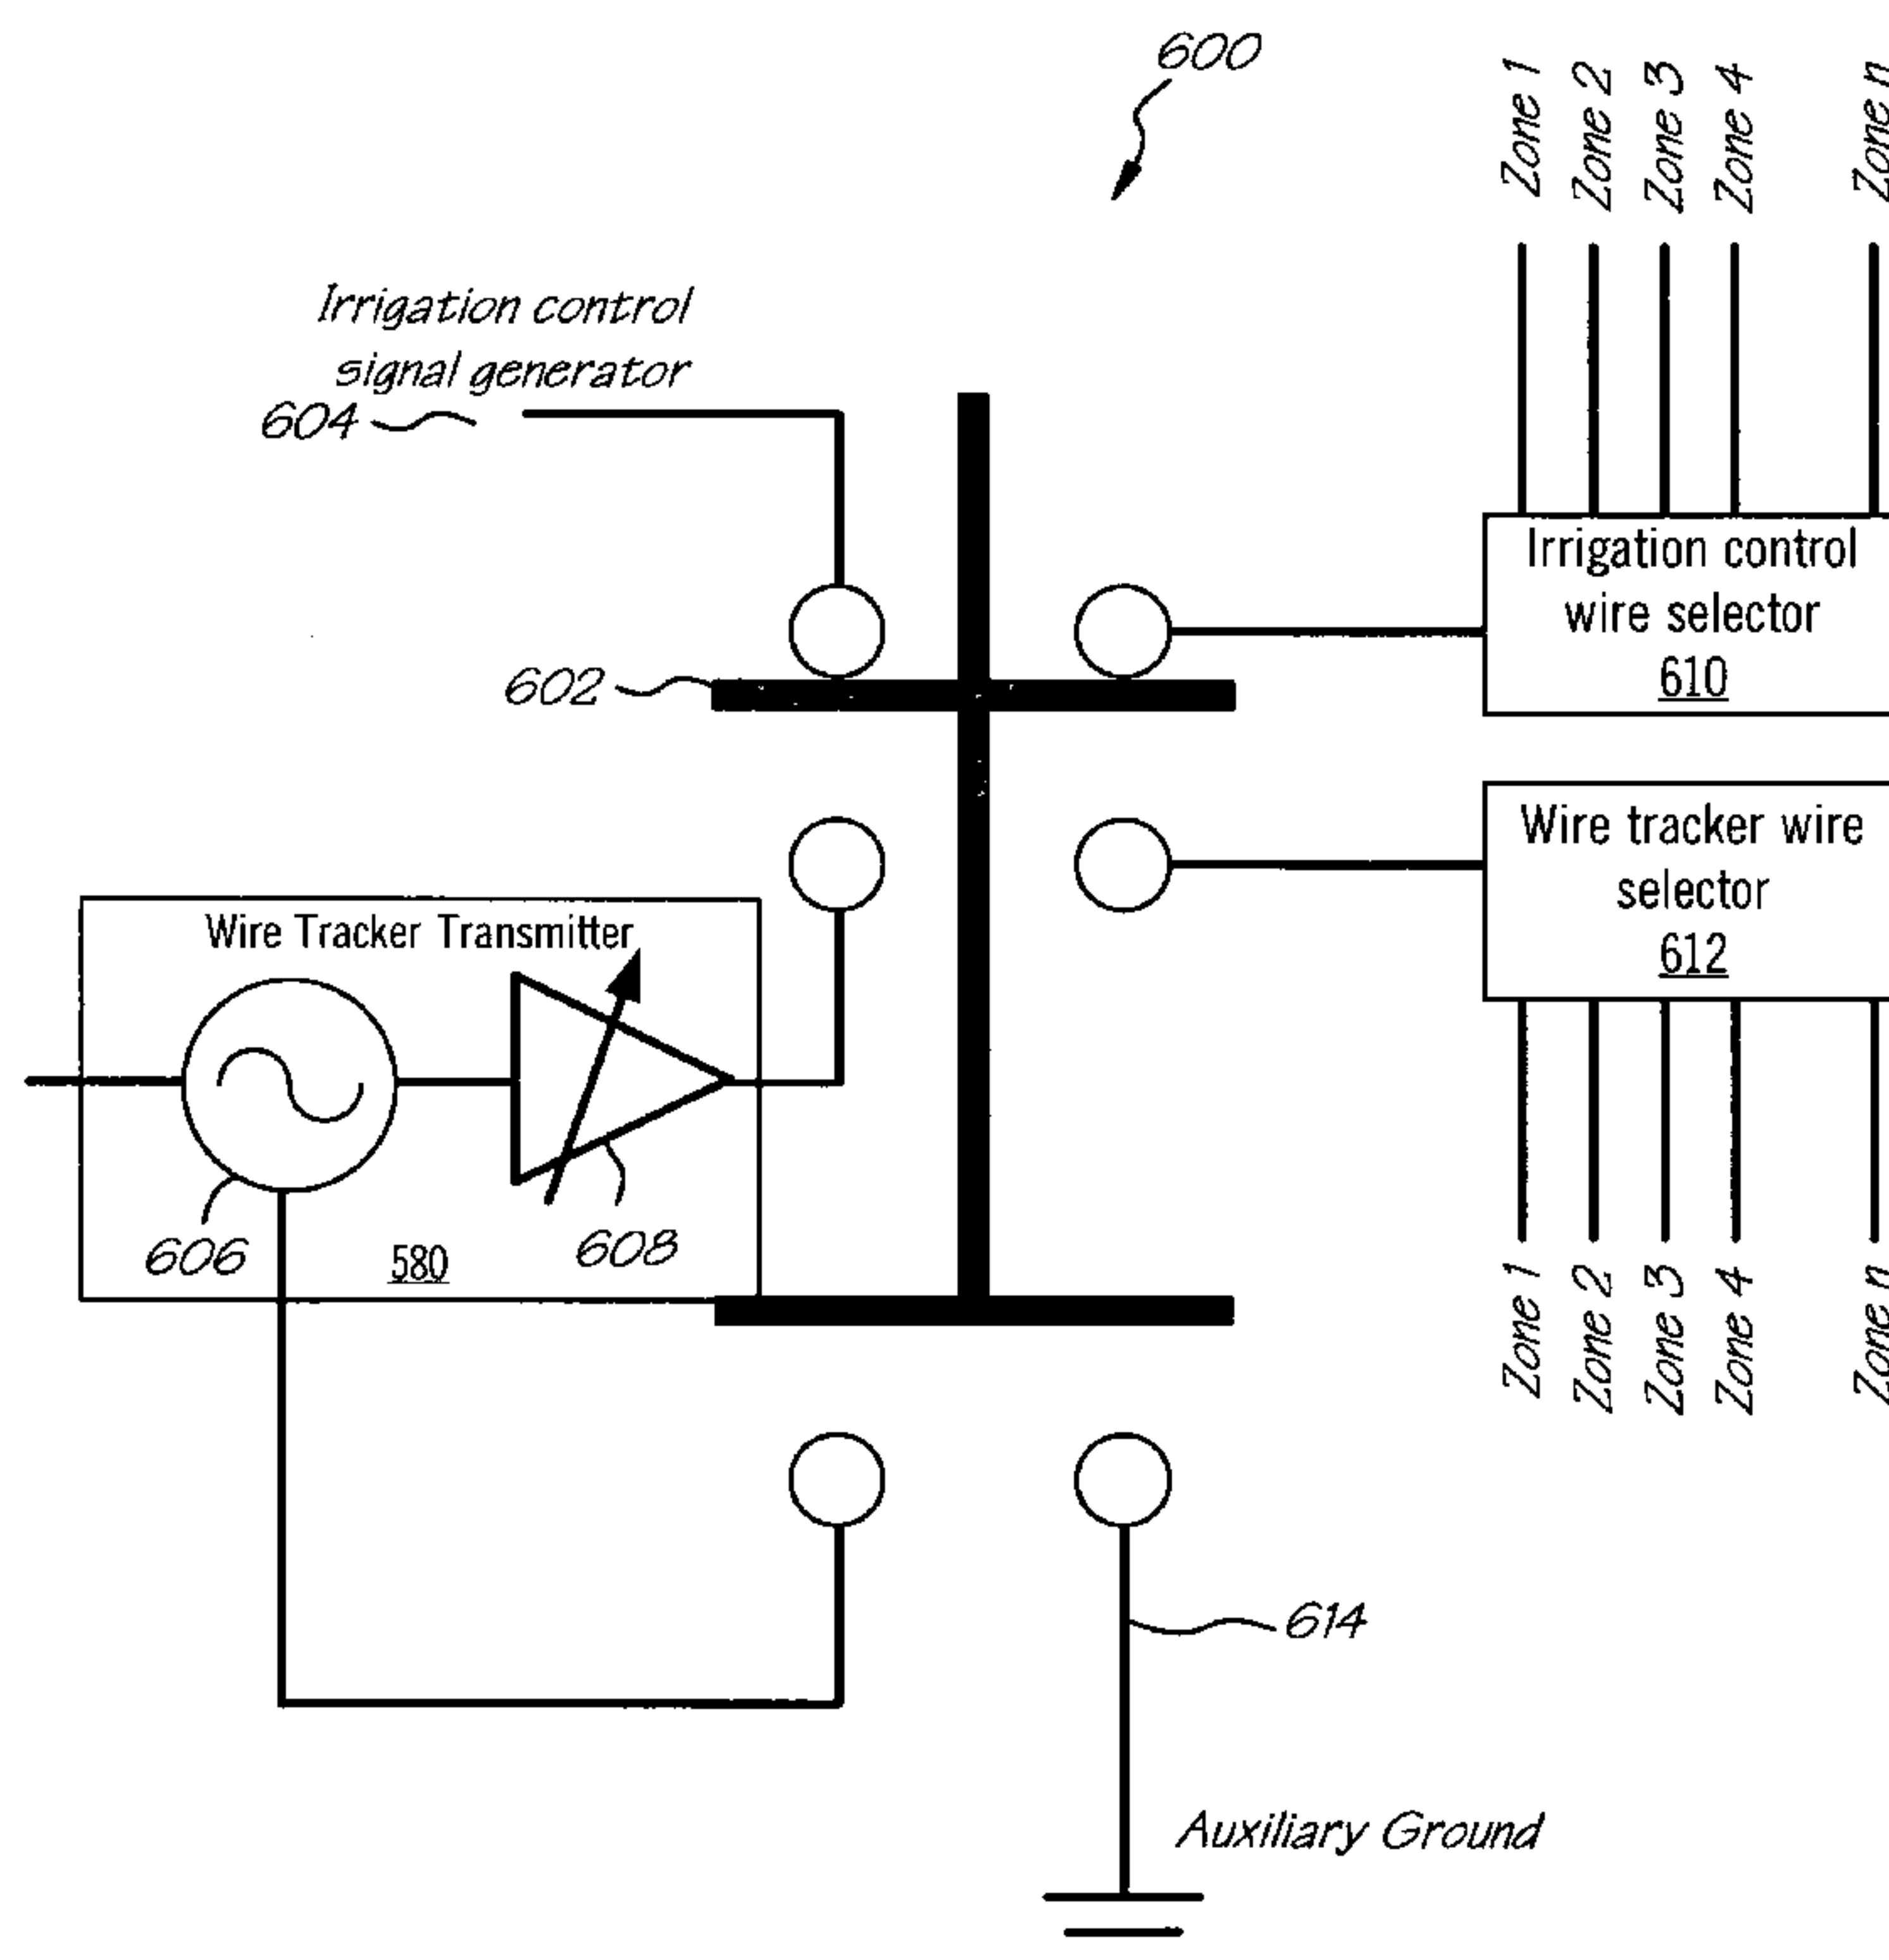 600
Zone 1
Zone 2
Zone 3
Zone 4
Zone n
Irrigation control
signal generator
604
Irrigation control
wire selector
610
602
Wire tracker wire
selector
612
Wire Tracker Transmitter
606
580
608
Zone 1
Zone 2
Zone 3
Zone 4
Zone n
614
Auxiliary Ground